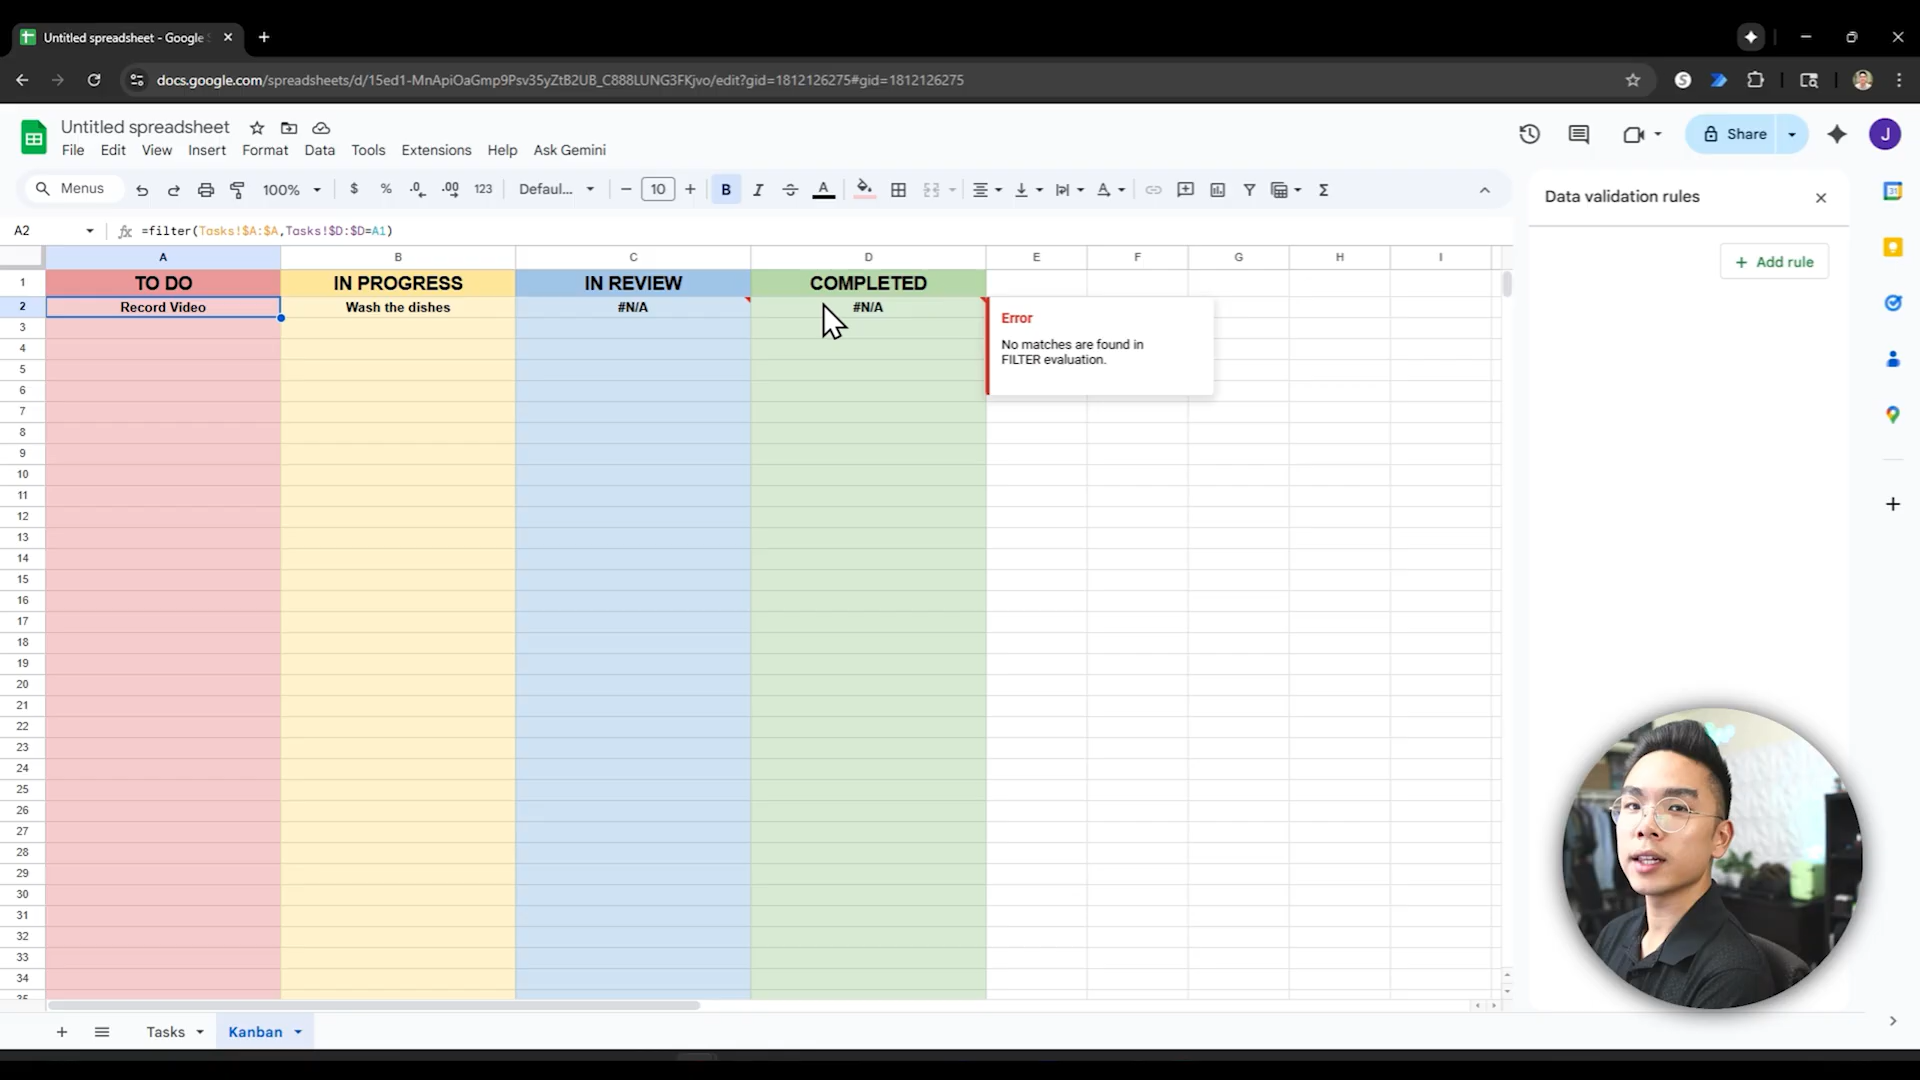 Untitled spreadsheet - Google S
docs.google.com/spreadsheets/d/15ed1-MnApiOaGmp9Psv35yZtB2UB_C888LUNG3FKjvo/edit?gid=1812126275#gid=1812126275
Untitled spreadsheet
File Edit View Insert Format Data Tools Extensions Help Ask Gemini
Share
J
Menus 100% $ % .0 .00 123 Defaul... 10 B I S A Σ
Data validation rules
Add rule
A2 fx =filter(Tasks!$A:$A,Tasks!$D:$D=A1)
A B C D E F G H I
1 TO DO IN PROGRESS IN REVIEW COMPLETED
2 Record Video Wash the dishes #N/A #N/A
Error
No matches are found in
FILTER evaluation.
3
4
5
6
7
8
9
10
11
12
13
14
15
16
17
18
19
20
21
22
23
24
25
26
27
28
29
30
31
32
33
34
35
Tasks Kanban